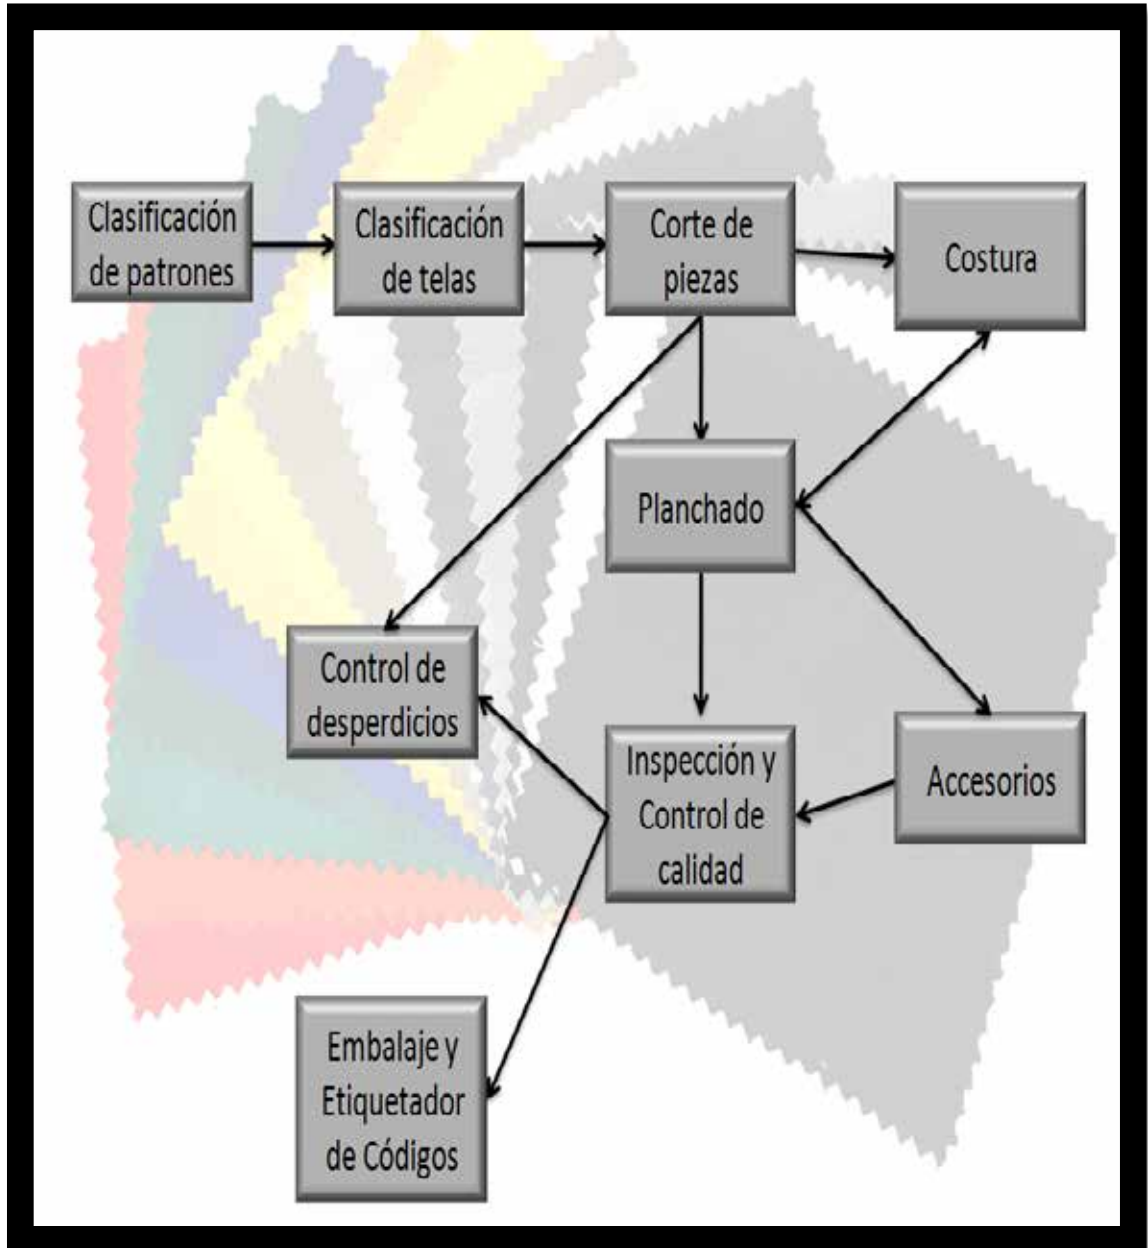 Clasificación
de patrones
Clasificación
de telas
Corte de
piezas
Costura
Planchado
Control de
desperdicios
Inspección y
Control de
calidad
Accesorios
Embalaje y
Etiquetador
de Códigos